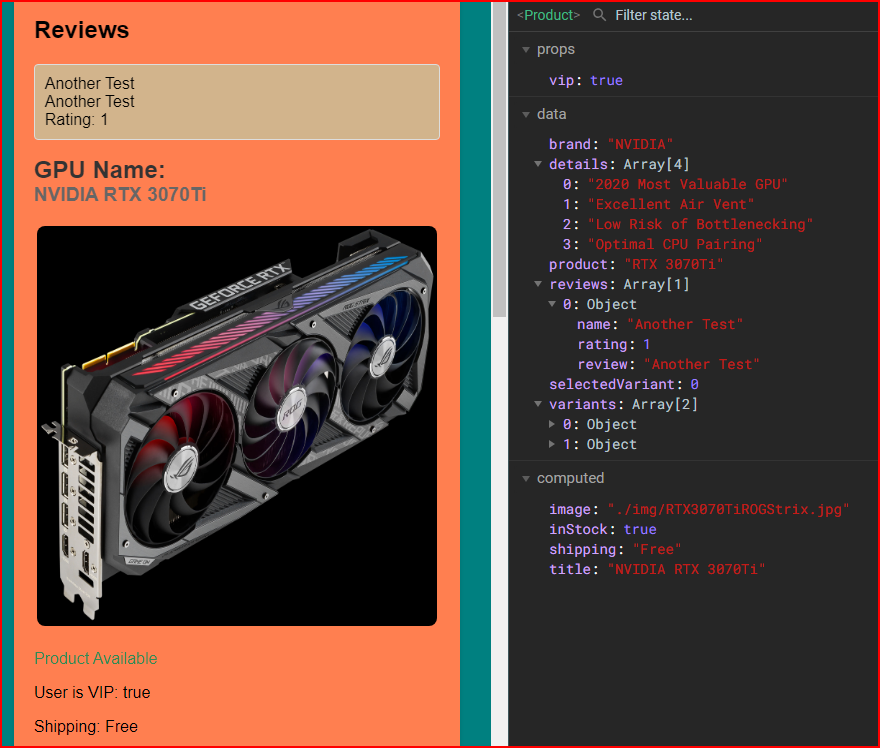 Reviews
Another Test
Another Test
Rating: 1
GPU Name:
NVIDIA RTX 3070Ti
GEFORCE RTX
ROG
Product Available
User is VIP: true
Shipping: Free
<Product> Filter state...
props
vip: true
data
brand: "NVIDIA"
details: Array[4]
0: "2020 Most Valuable GPU"
1: "Excellent Air Vent"
2: "Low Risk of Bottlenecking"
3: "Optimal CPU Pairing"
product: "RTX 3070Ti"
reviews: Array[1]
0: Object
name: "Another Test"
rating: 1
review: "Another Test"
selectedVariant: 0
variants: Array[2]
0: Object
1: Object
computed
image: "./img/RTX3070TiROGStrix.jpg"
inStock: true
shipping: "Free"
title: "NVIDIA RTX 3070Ti"